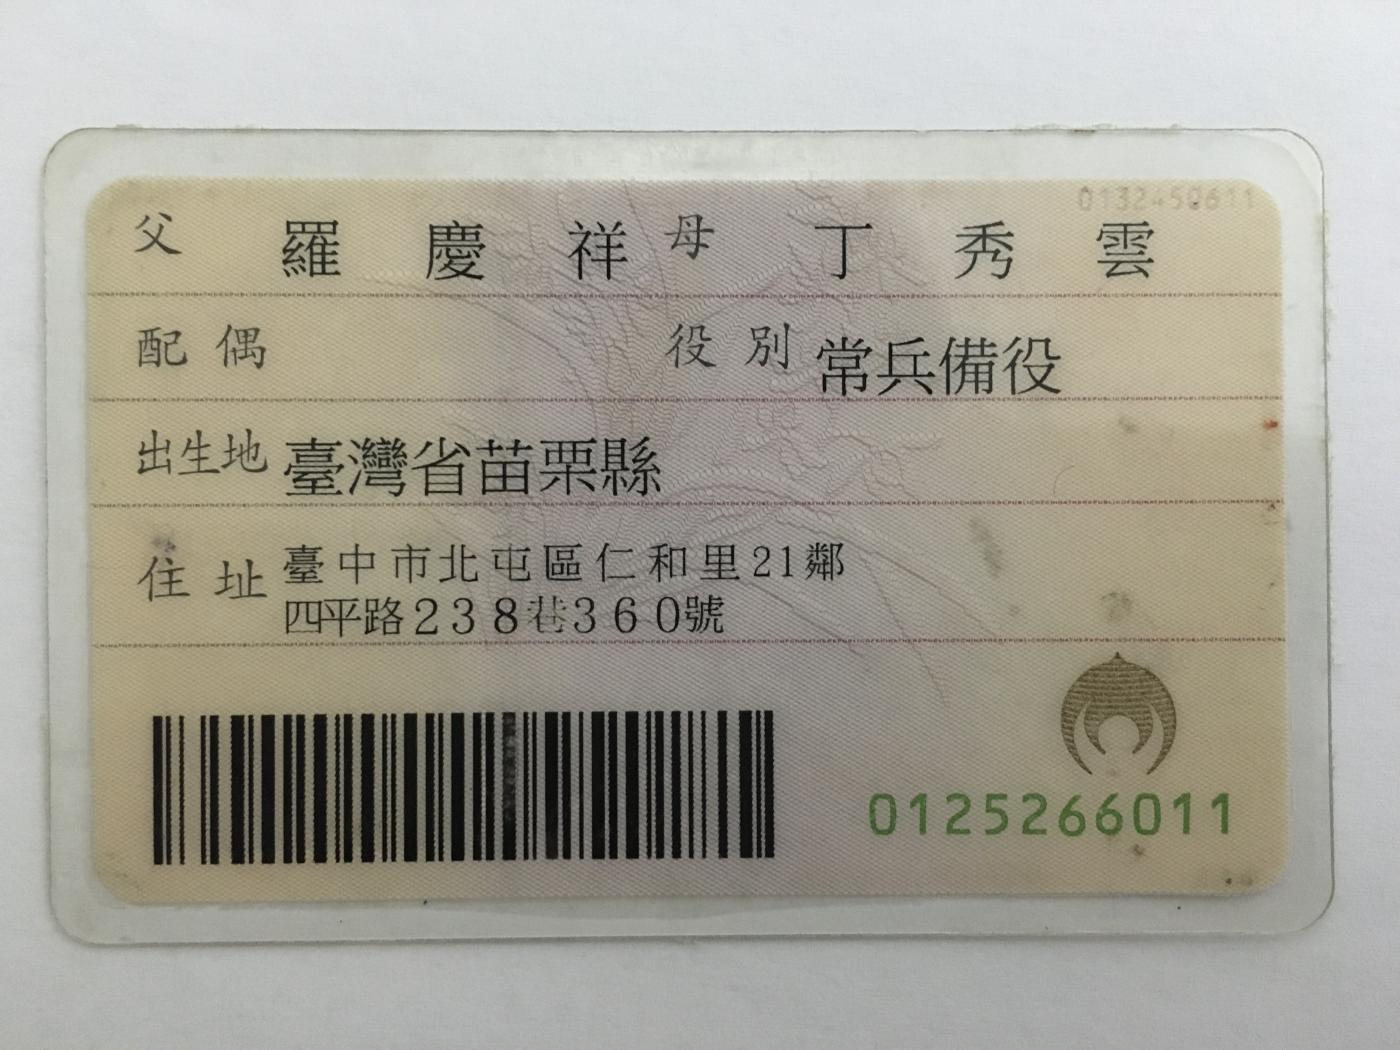 0132450611
父 羅慶祥 母 丁秀雲
配偶 役別 常兵備役
出生地 臺灣省苗栗縣
住址 臺中市北屯區仁和里21鄰
四平路238巷360號
0125266011